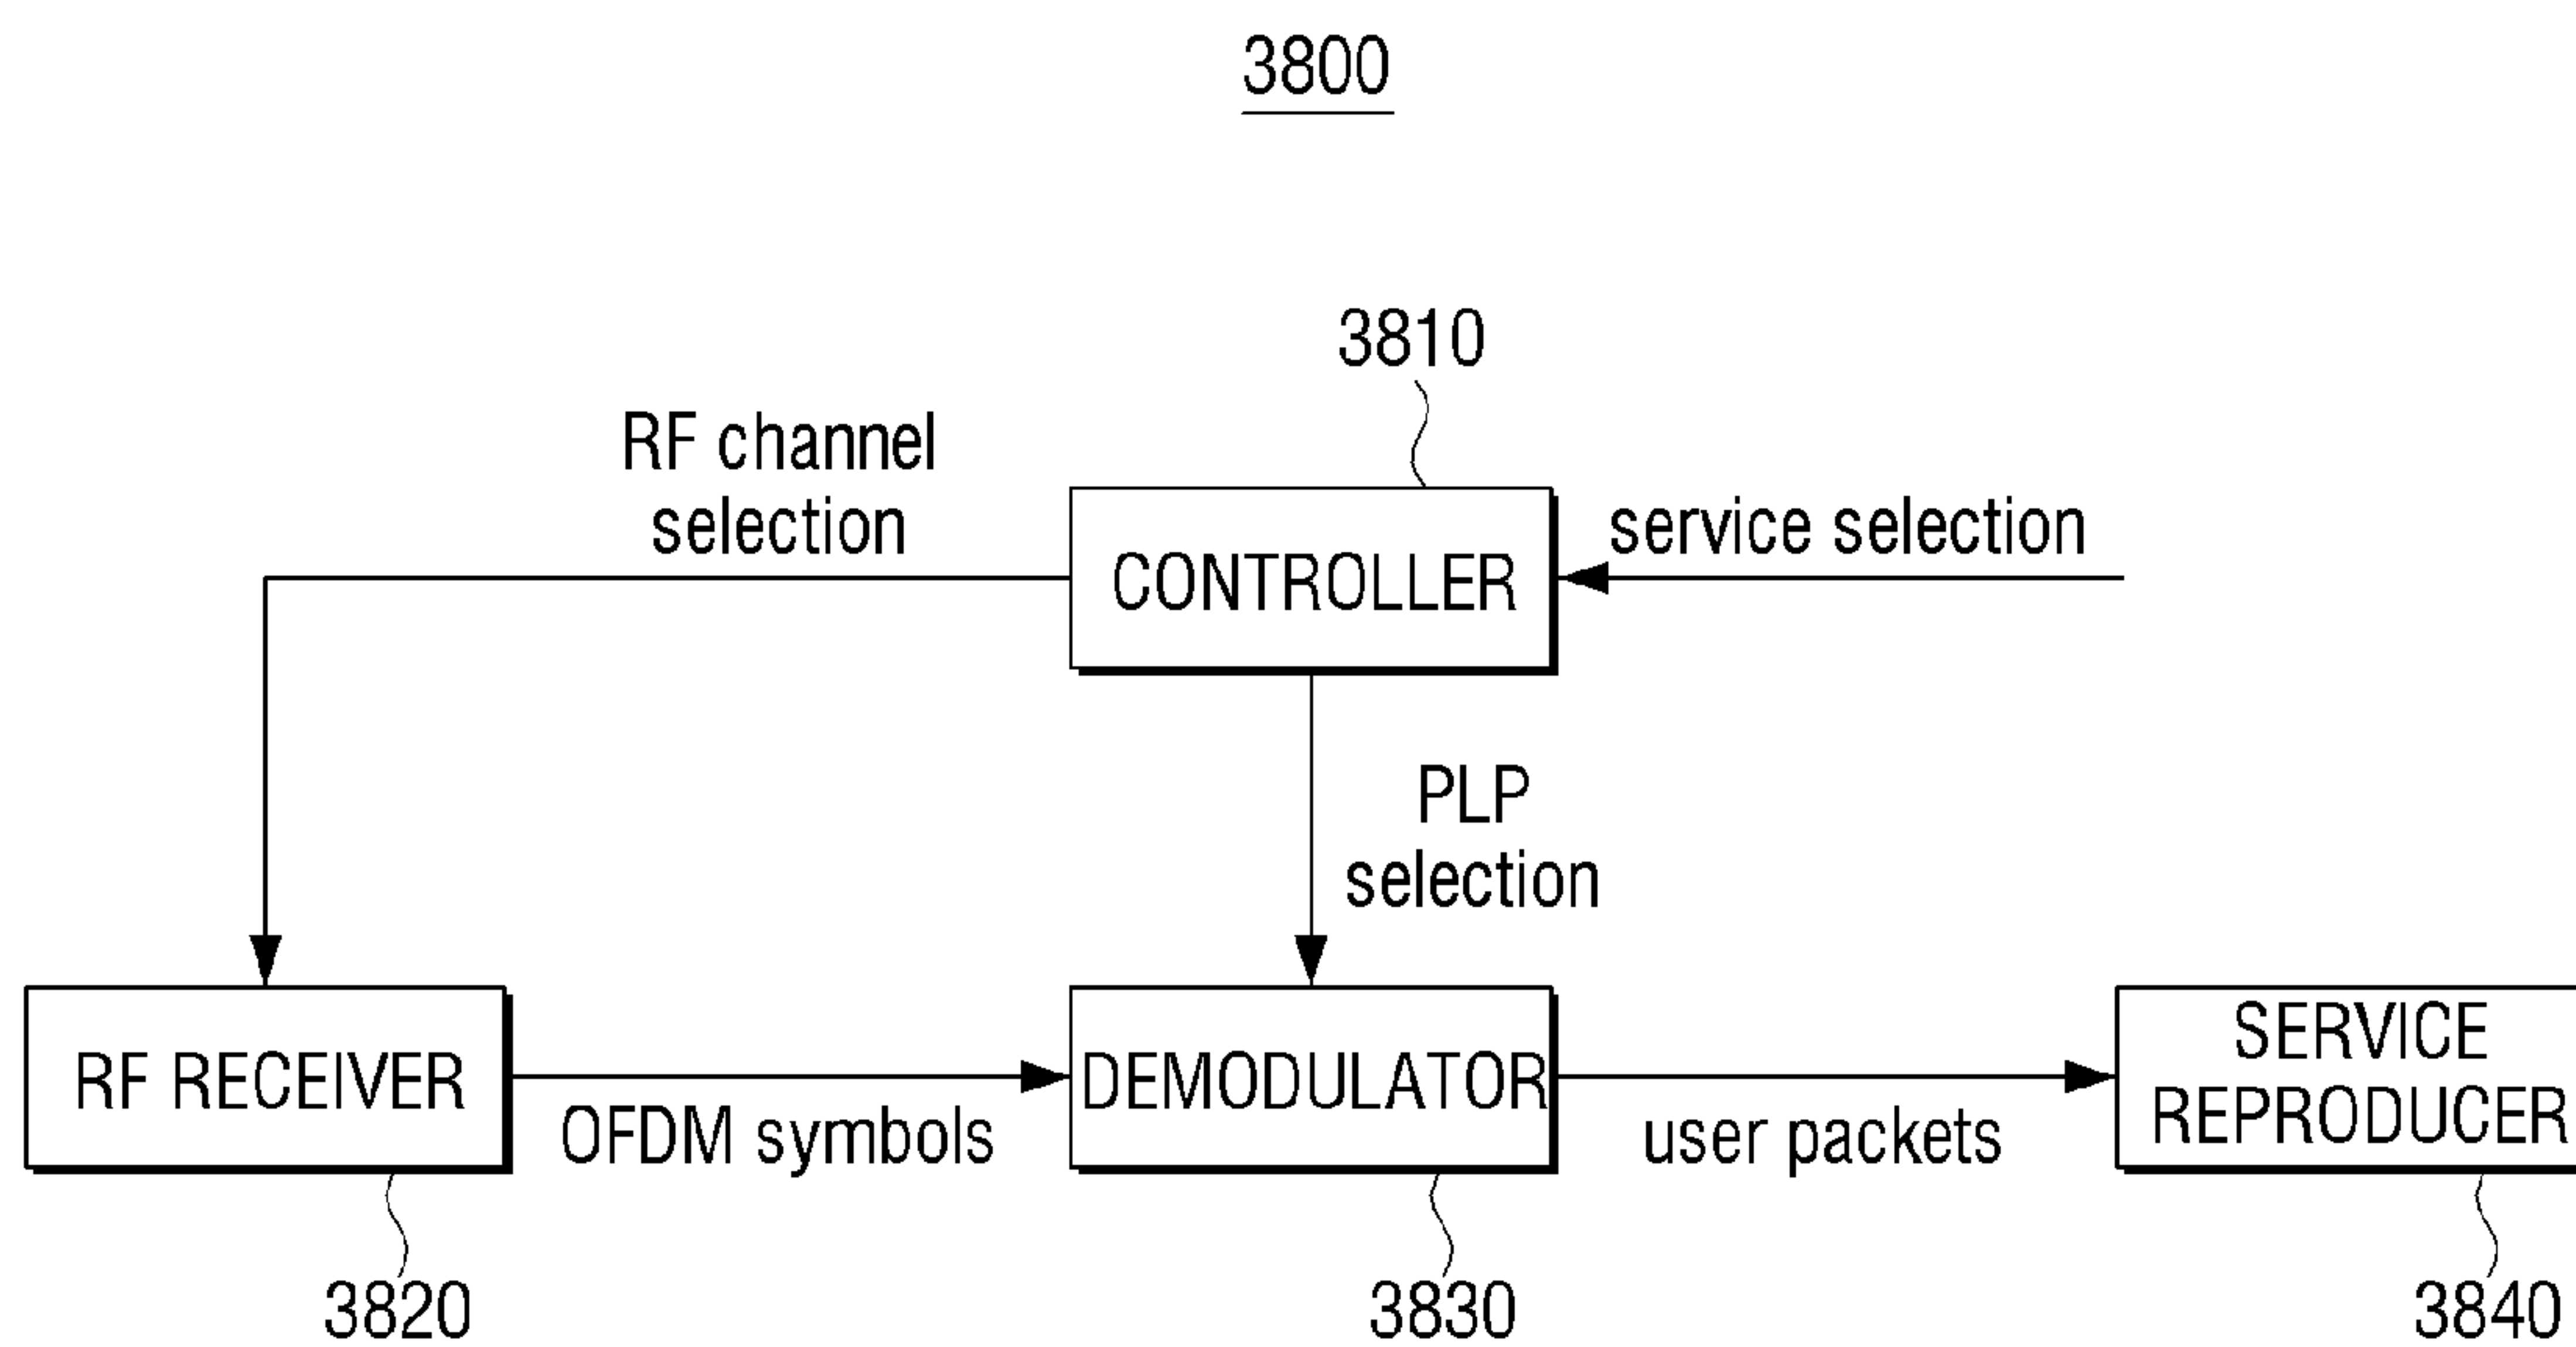 3800
3810
RF channel
selection
CONTROLLER
service selection
PLP
selection
RF RECEIVER
OFDM symbols
DEMODULATOR
user packets
SERVICE
REPRODUCER
3820
3830
3840